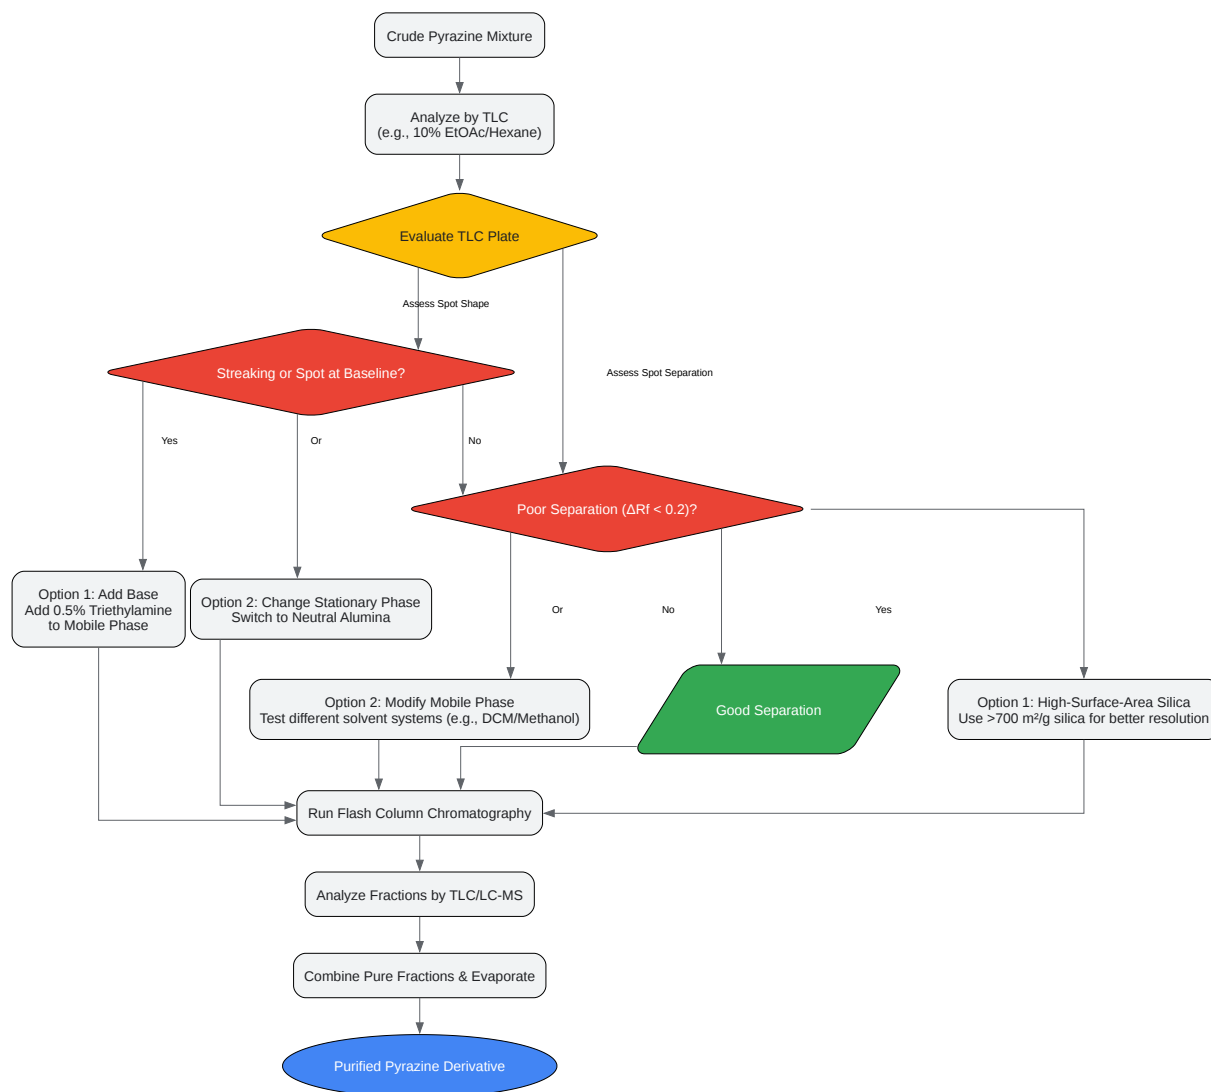 Crude Pyrazine Mixture
Analyze by TLC
(e.g., 10% EtOAc/Hexane)
Evaluate TLC Plate
Assess Spot Shape
Streaking or Spot at Baseline?
Assess Spot Separation
Yes
Or
No
Poor Separation (ΔRf < 0.2)?
Option 1: Add Base
Add 0.5% Triethylamine
to Mobile Phase
Option 2: Change Stationary Phase
Switch to Neutral Alumina
Or
No
Yes
Option 2: Modify Mobile Phase
Test different solvent systems (e.g., DCM/Methanol)
Good Separation
Option 1: High-Surface-Area Silica
Use >700 m²/g silica for better resolution
Run Flash Column Chromatography
Analyze Fractions by TLC/LC-MS
Combine Pure Fractions & Evaporate
Purified Pyrazine Derivative